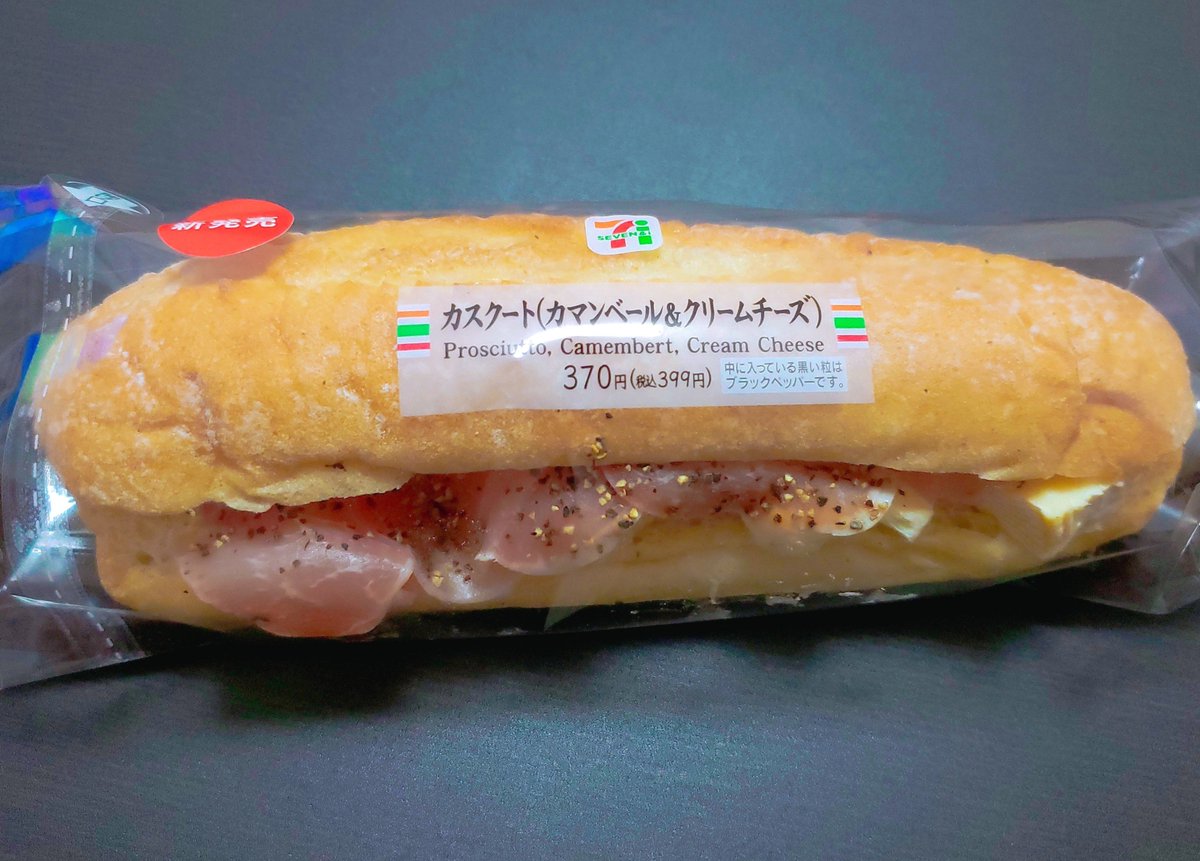 新発売
SEVEN&i
カスクート(カマンベール&クリームチーズ)
Prosciutto, Camembert, Cream Cheese
370円(税込399円)
中に入っている黒い粒は
ブラックペッパーです。